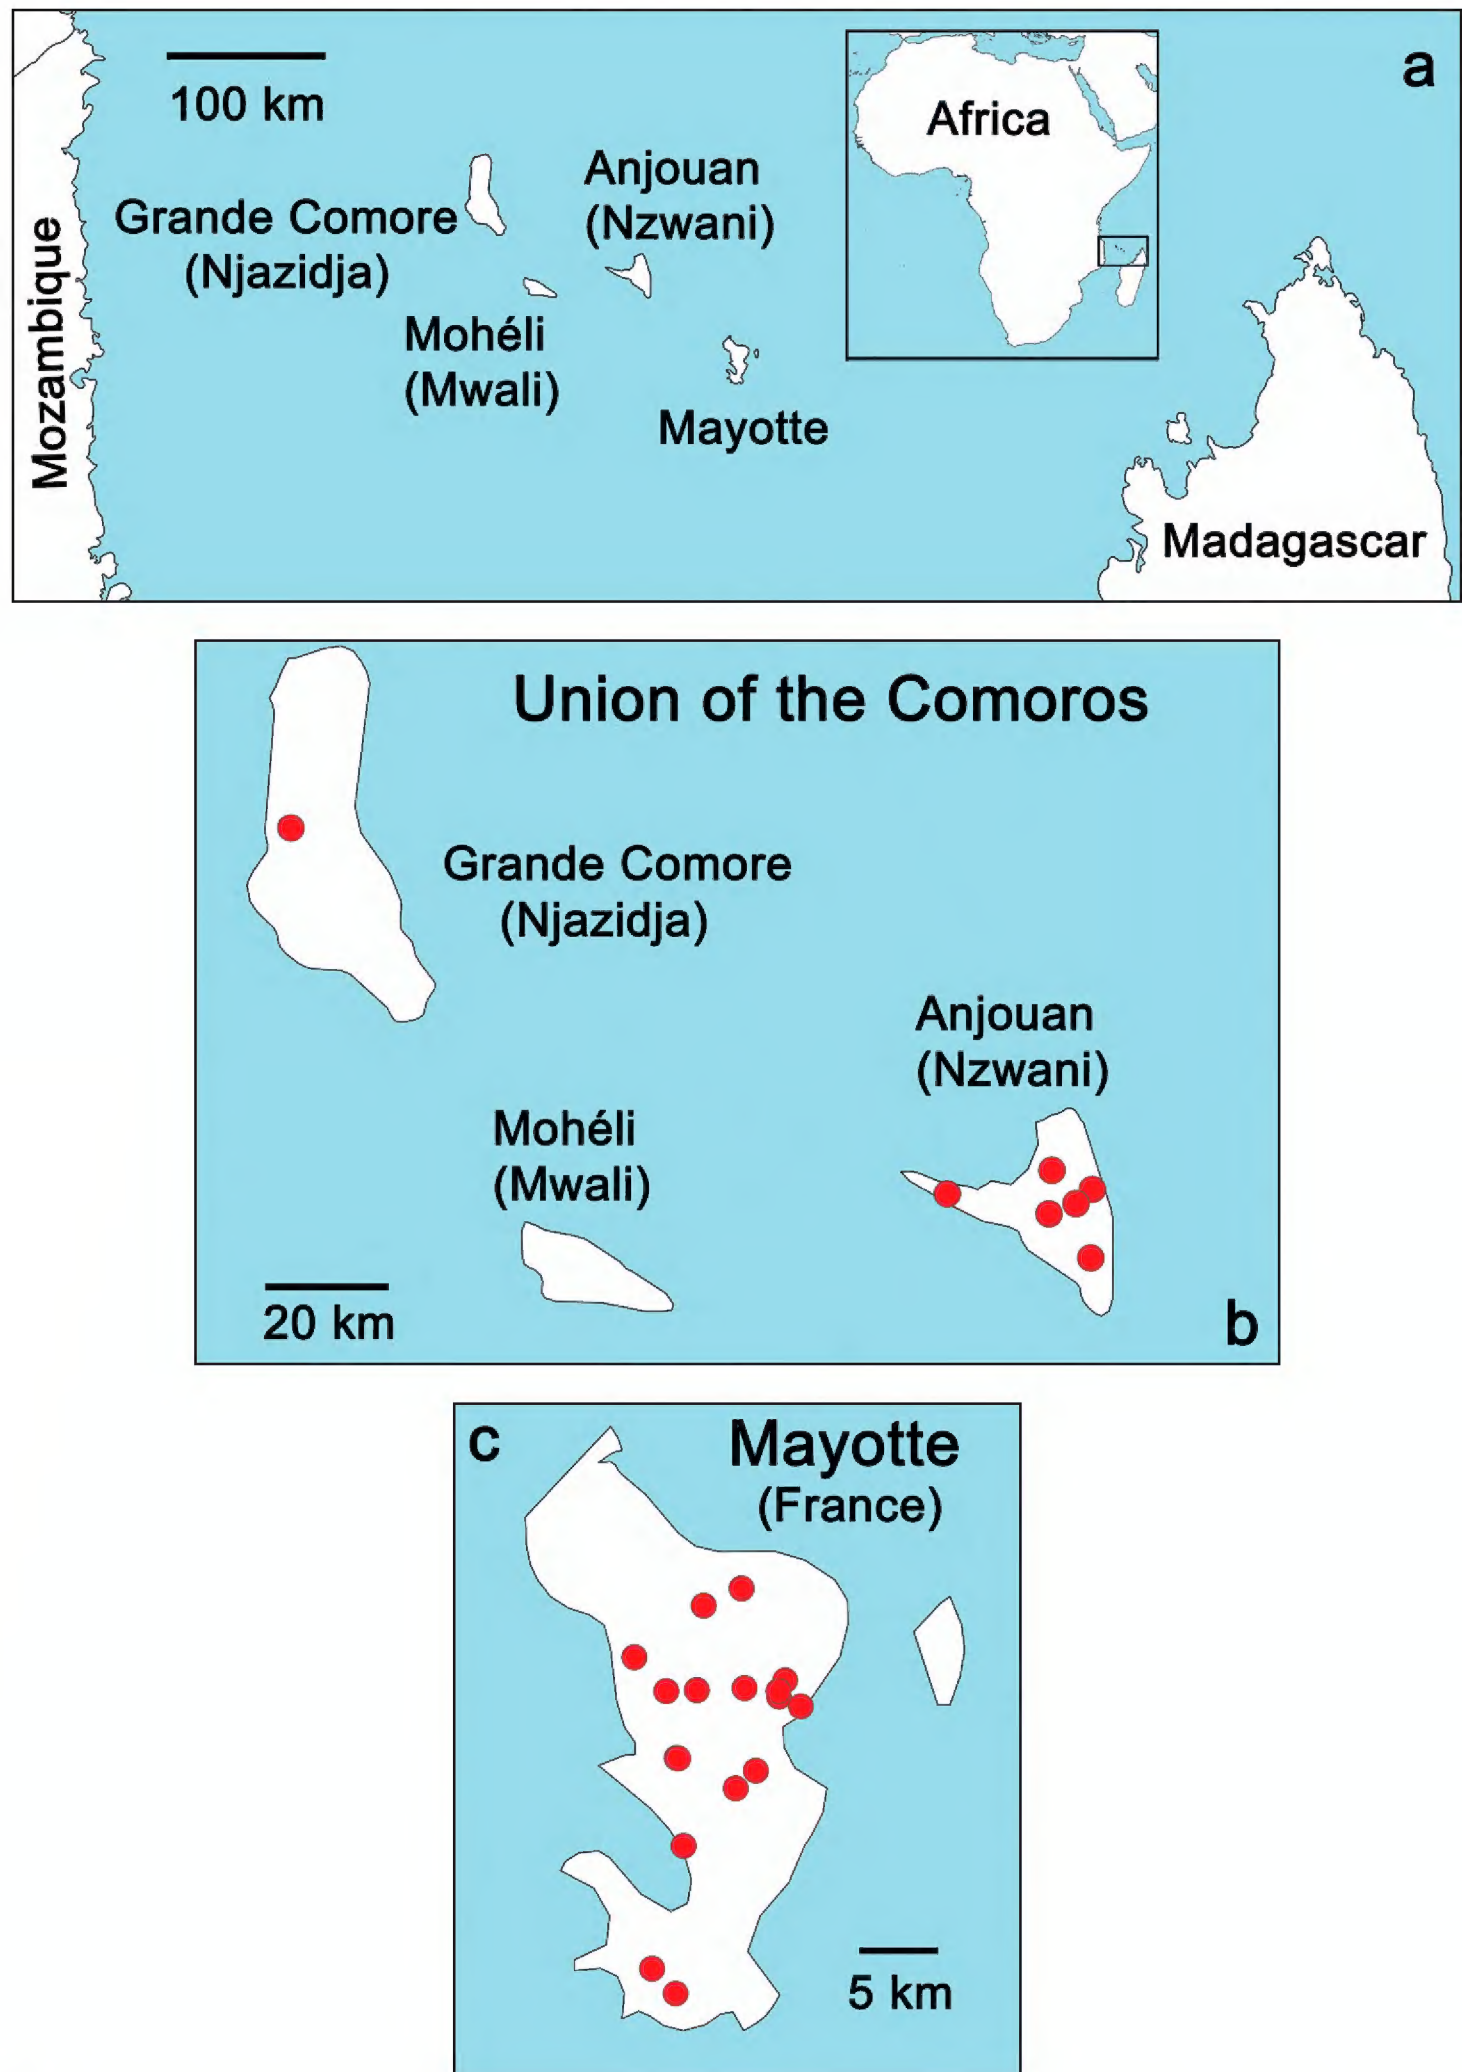 a
100 km
Africa
Anjouan
(Nzwani)
Grande Comore
(Njazidja)
Mozambique
Mohéli
(Mwali)
Mayotte
Madagascar
Union of the Comoros
Grande Comore
(Njazidja)
Anjouan
(Nzwani)
Mohéli
(Mwali)
20 km
b
c
Mayotte
(France)
5 km